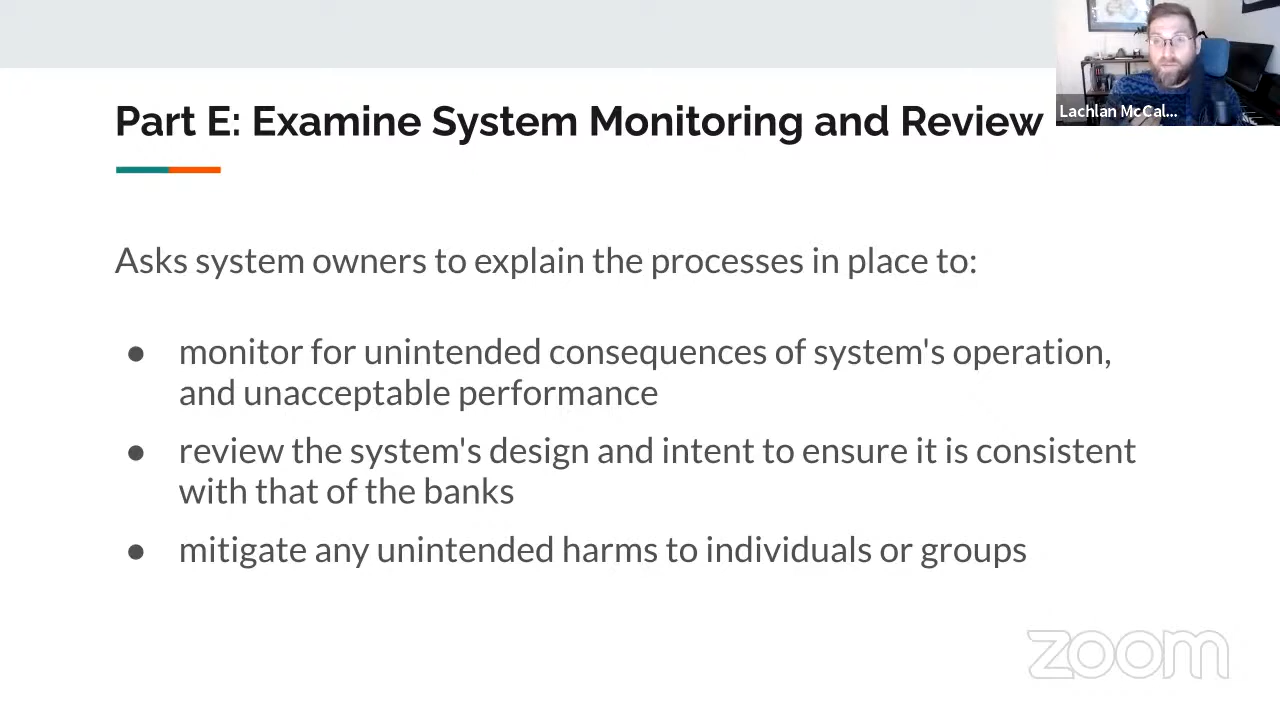 Part E: Examine System Monitoring and Review
Lachlan McCal...
Asks system owners to explain the processes in place to:
● monitor for unintended consequences of system's operation,
and unacceptable performance
● review the system's design and intent to ensure it is consistent
with that of the banks
● mitigate any unintended harms to individuals or groups
zoom